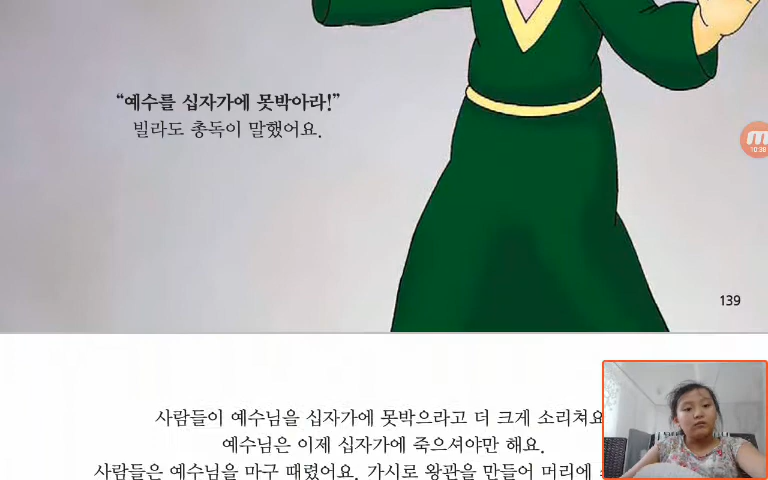 “예수를 십자가에 못박아라!”
빌라도 총독이 말했어요.
10:38
139
사람들이 예수님을 십자가에 못박으라고 더 크게 소리쳐요
예수님은 이제 십자가에 죽으셔야만 해요.
사람들은 예수님을 마구 때렸어요. 가시로 왕관을 만들어 머리에